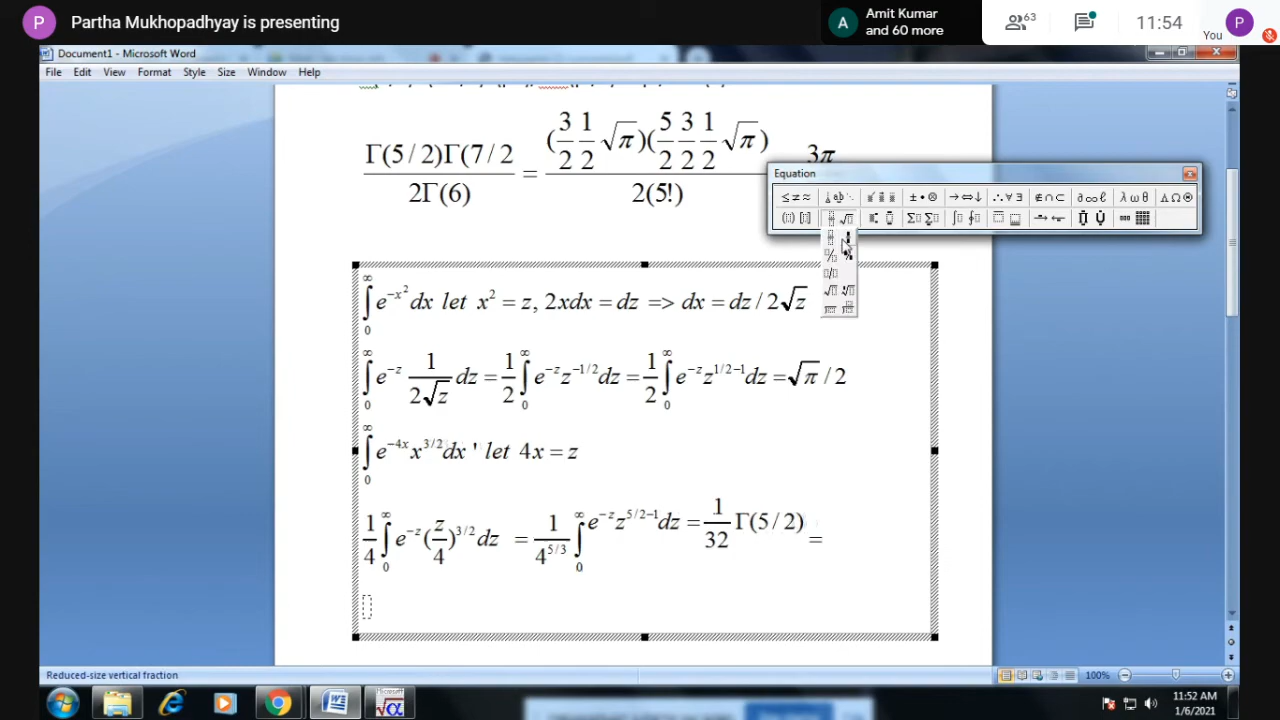 P Partha Mukhopadhyay is presenting
A Amit Kumar and 60 more
63
11:54
You P
Document1 - Microsoft Word
File Edit View Format Style Size Window Help
Γ(5/2)Γ(7/2 / 2Γ(6) = (3/2 1/2 √π)(5/2 3/2 1/2 √π) / 2(5!) 3π
Equation
∫₀^∞ e^(-x²) dx let x² = z, 2xdx = dz => dx = dz / 2√z
∫₀^∞ e^(-z) 1/(2√z) dz = 1/2 ∫₀^∞ e^(-z) z^(-1/2) dz = 1/2 ∫₀^∞ e^(-z) z^(1/2-1) dz = √π / 2
∫₀^∞ e^(-4x) x^(3/2) dx ' let 4x = z
1/4 ∫₀^∞ e^(-z) (z/4)^(3/2) dz = 1/4^(5/3) ∫₀^∞ e^(-z) z^(5/2-1) dz = 1/32 Γ(5/2) =
Reduced-size vertical fraction
100%
Microsoft
√α
11:52 AM
1/6/2021